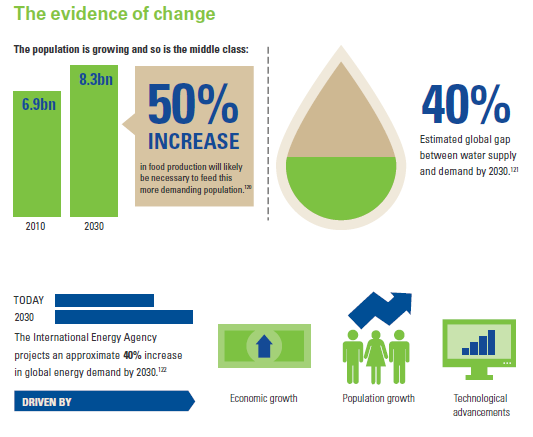 The evidence of change
The population is growing and so is the middle class:
6.9bn
8.3bn
2010
2030
50%
INCREASE
in food production will likely
be necessary to feed this
more demanding population.¹²⁰
40%
Estimated global gap
between water supply
and demand by 2030.¹²¹
TODAY
2030
The International Energy Agency
projects an approximate 40% increase
in global energy demand by 2030.¹²²
DRIVEN BY
Economic growth
Population growth
Technological
advancements